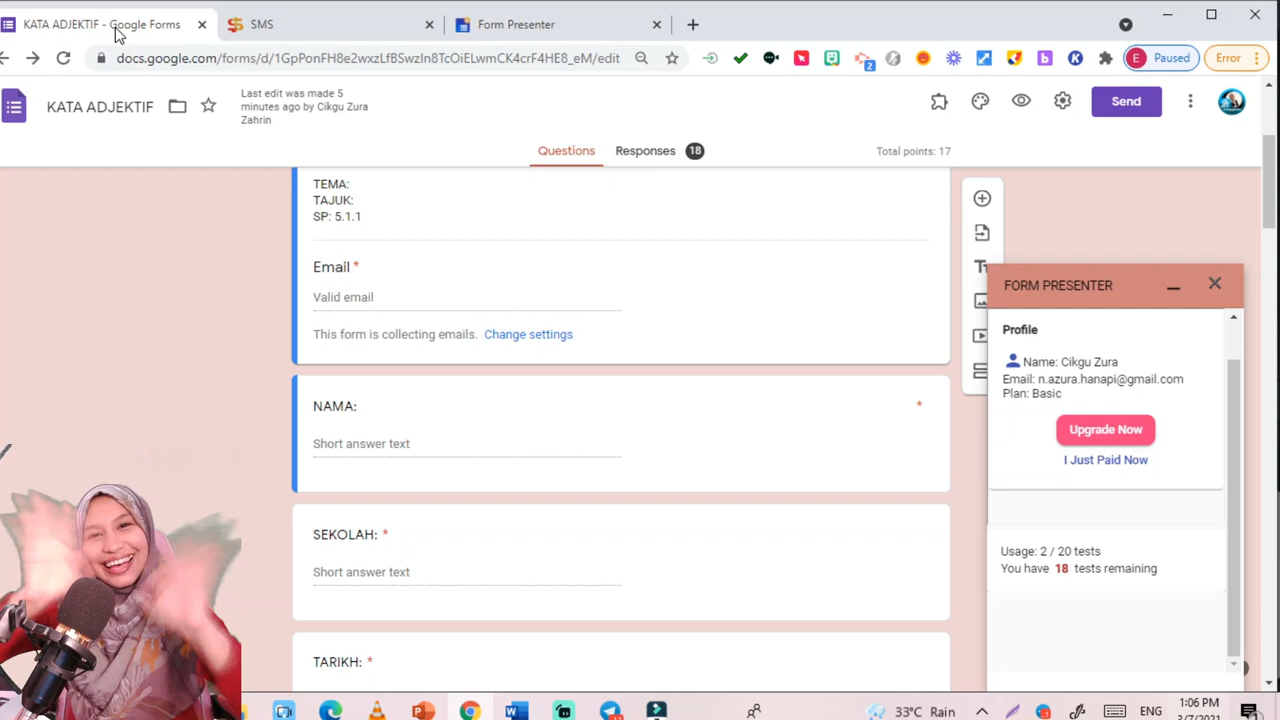 KATA ADJEKTIF - Google Forms
SMS
Form Presenter
docs.google.com/forms/d/1GpPorFH8e2wxzLfBSwzIn8TcOiELwmCK4crF4HE8_eM/edit
2
E Paused
Error
KATA ADJEKTIF
Last edit was made 5
minutes ago by Cikgu Zura
Zahrin
Send
Questions
Responses 18
Total points: 17
TEMA:
TAJUK:
SP: 5.1.1
Email *
Valid email
This form is collecting emails. Change settings
NAMA: *
Short answer text
SEKOLAH: *
Short answer text
TARIKH: *
FORM PRESENTER
Profile
Name: Cikgu Zura
Email: n.azura.hanapi@gmail.com
Plan: Basic
Upgrade Now
I Just Paid Now
Usage: 2 / 20 tests
You have 18 tests remaining
33°C Rain
ENG
1:06 PM